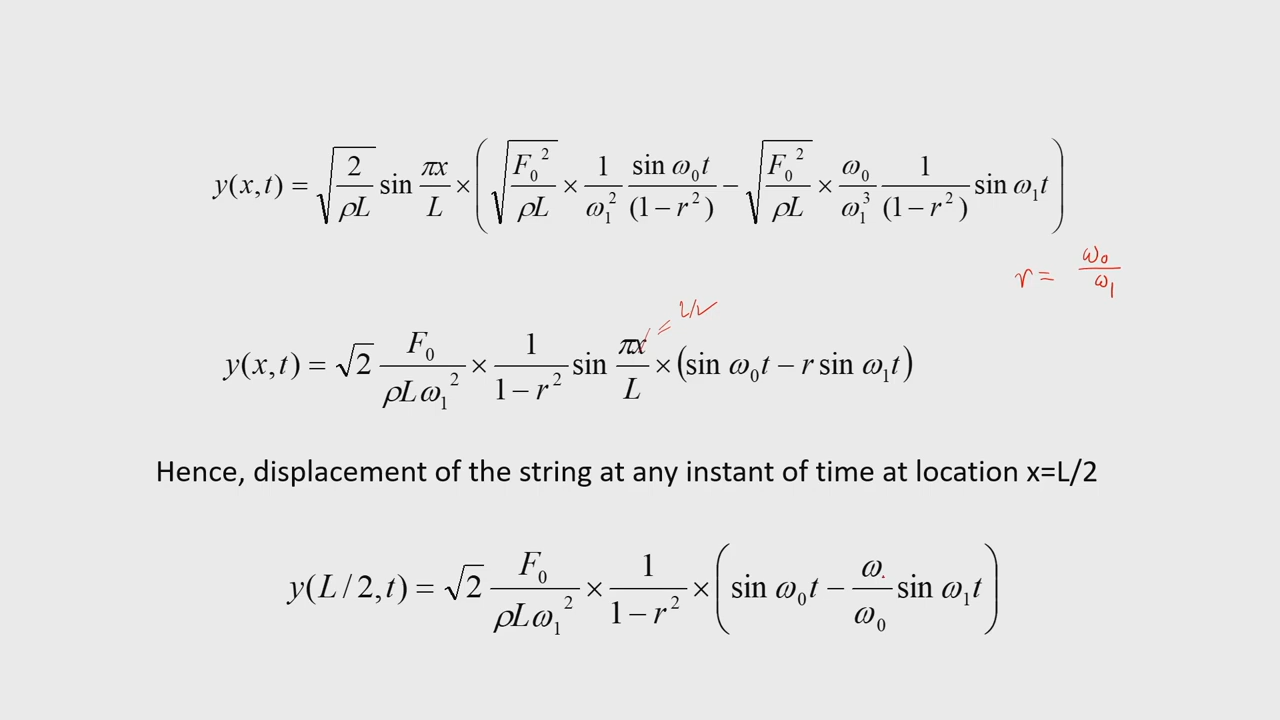 y(x,t) = √(2/ρL) sin πx/L × (√(F₀²/ρL) × 1/ω₁² sin ω₀t/(1−r²) − √(F₀²/ρL) × ω₀/ω₁³ 1/(1−r²) sin ω₁t)
r = ω₀/ω₁
= L/2
y(x,t) = √2 F₀/ρLω₁² × 1/1−r² sin πx/L × (sin ω₀t − r sin ω₁t)
Hence, displacement of the string at any instant of time at location x=L/2
y(L/2,t) = √2 F₀/ρLω₁² × 1/1−r² × (sin ω₀t − ω/ω₀ sin ω₁t)